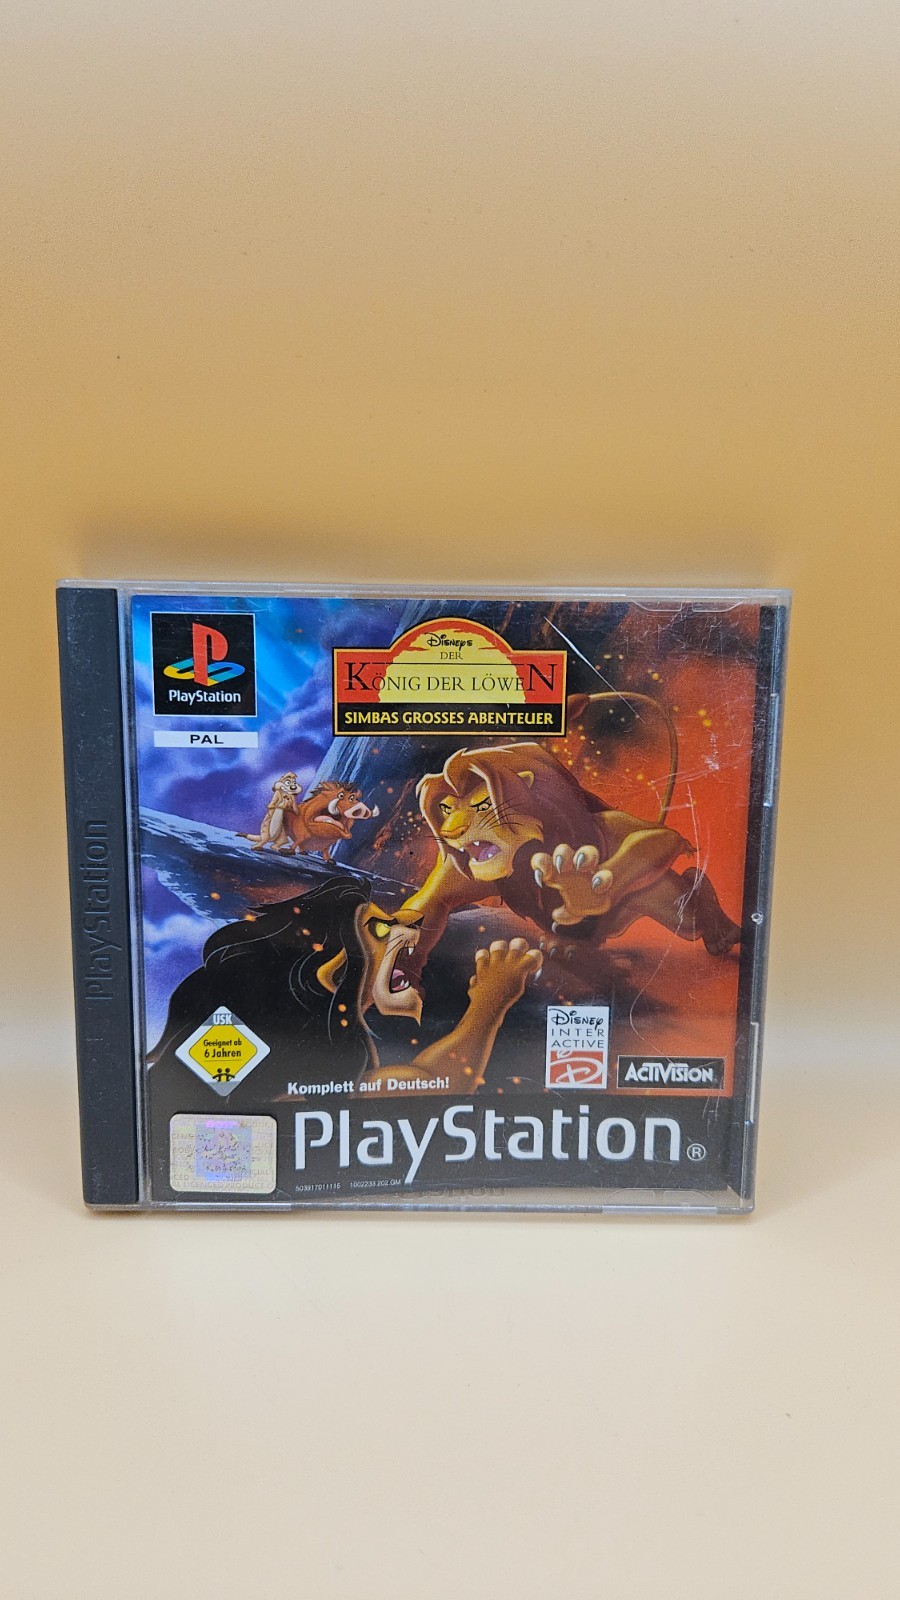 PlayStation
PAL
Disneys
DER
KÖNIG DER LÖWEN
SIMBAS GROSSES ABENTEUER
PlayStation
USK
Geeignet ab
6 Jahren
Komplett auf Deutsch!
DISNEY
INTER
ACTIVE
ACTIVISION
PlayStation®